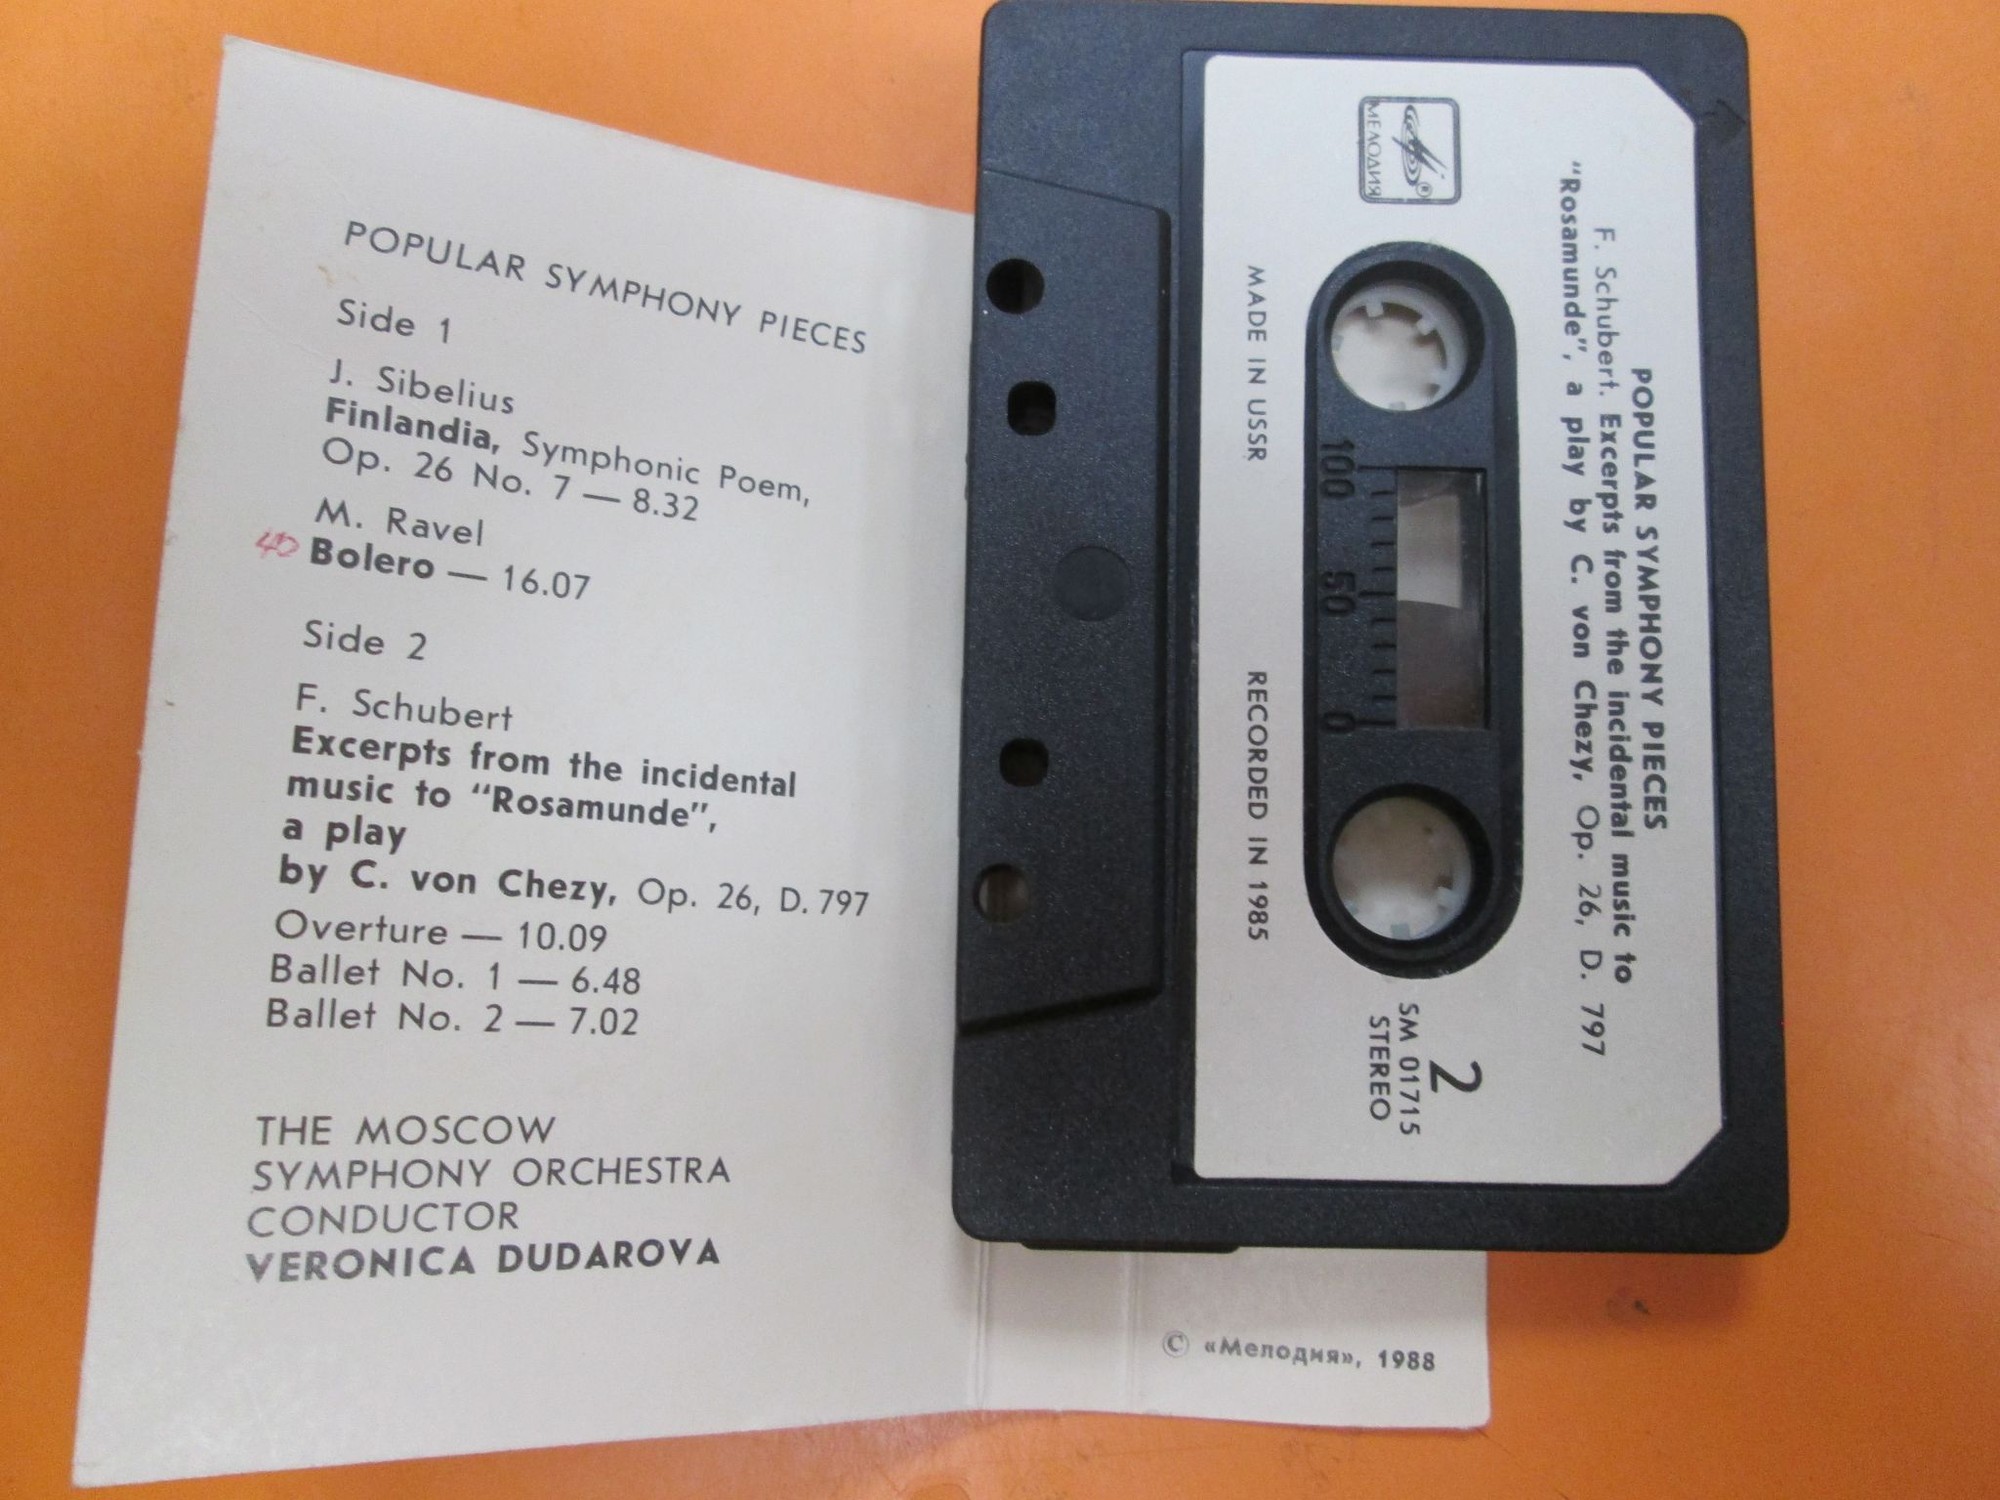 POPULAR SYMPHONY PIECES
Side 1
J. Sibelius
Finlandia, Symphonic Poem,
Op. 26 No. 7 — 8.32
M. Ravel
40 Bolero — 16.07
Side 2
F. Schubert
Excerpts from the incidental
music to “Rosamunde”,
a play
by C. von Chezy, Op. 26, D. 797
Overture — 10.09
Ballet No. 1 — 6.48
Ballet No. 2 — 7.02
THE MOSCOW
SYMPHONY ORCHESTRA
CONDUCTOR
VERONICA DUDAROVA
© «Мелодия», 1988
POPULAR SYMPHONY PIECES
F. Schubert. Excerpts from the incidental music to
“Rosamunde”, a play by C. von Chezy, Op. 26, D. 797
МЕЛОДИЯ ®
100 50 0
2
SM 01715
STEREO
MADE IN USSR
RECORDED IN 1985